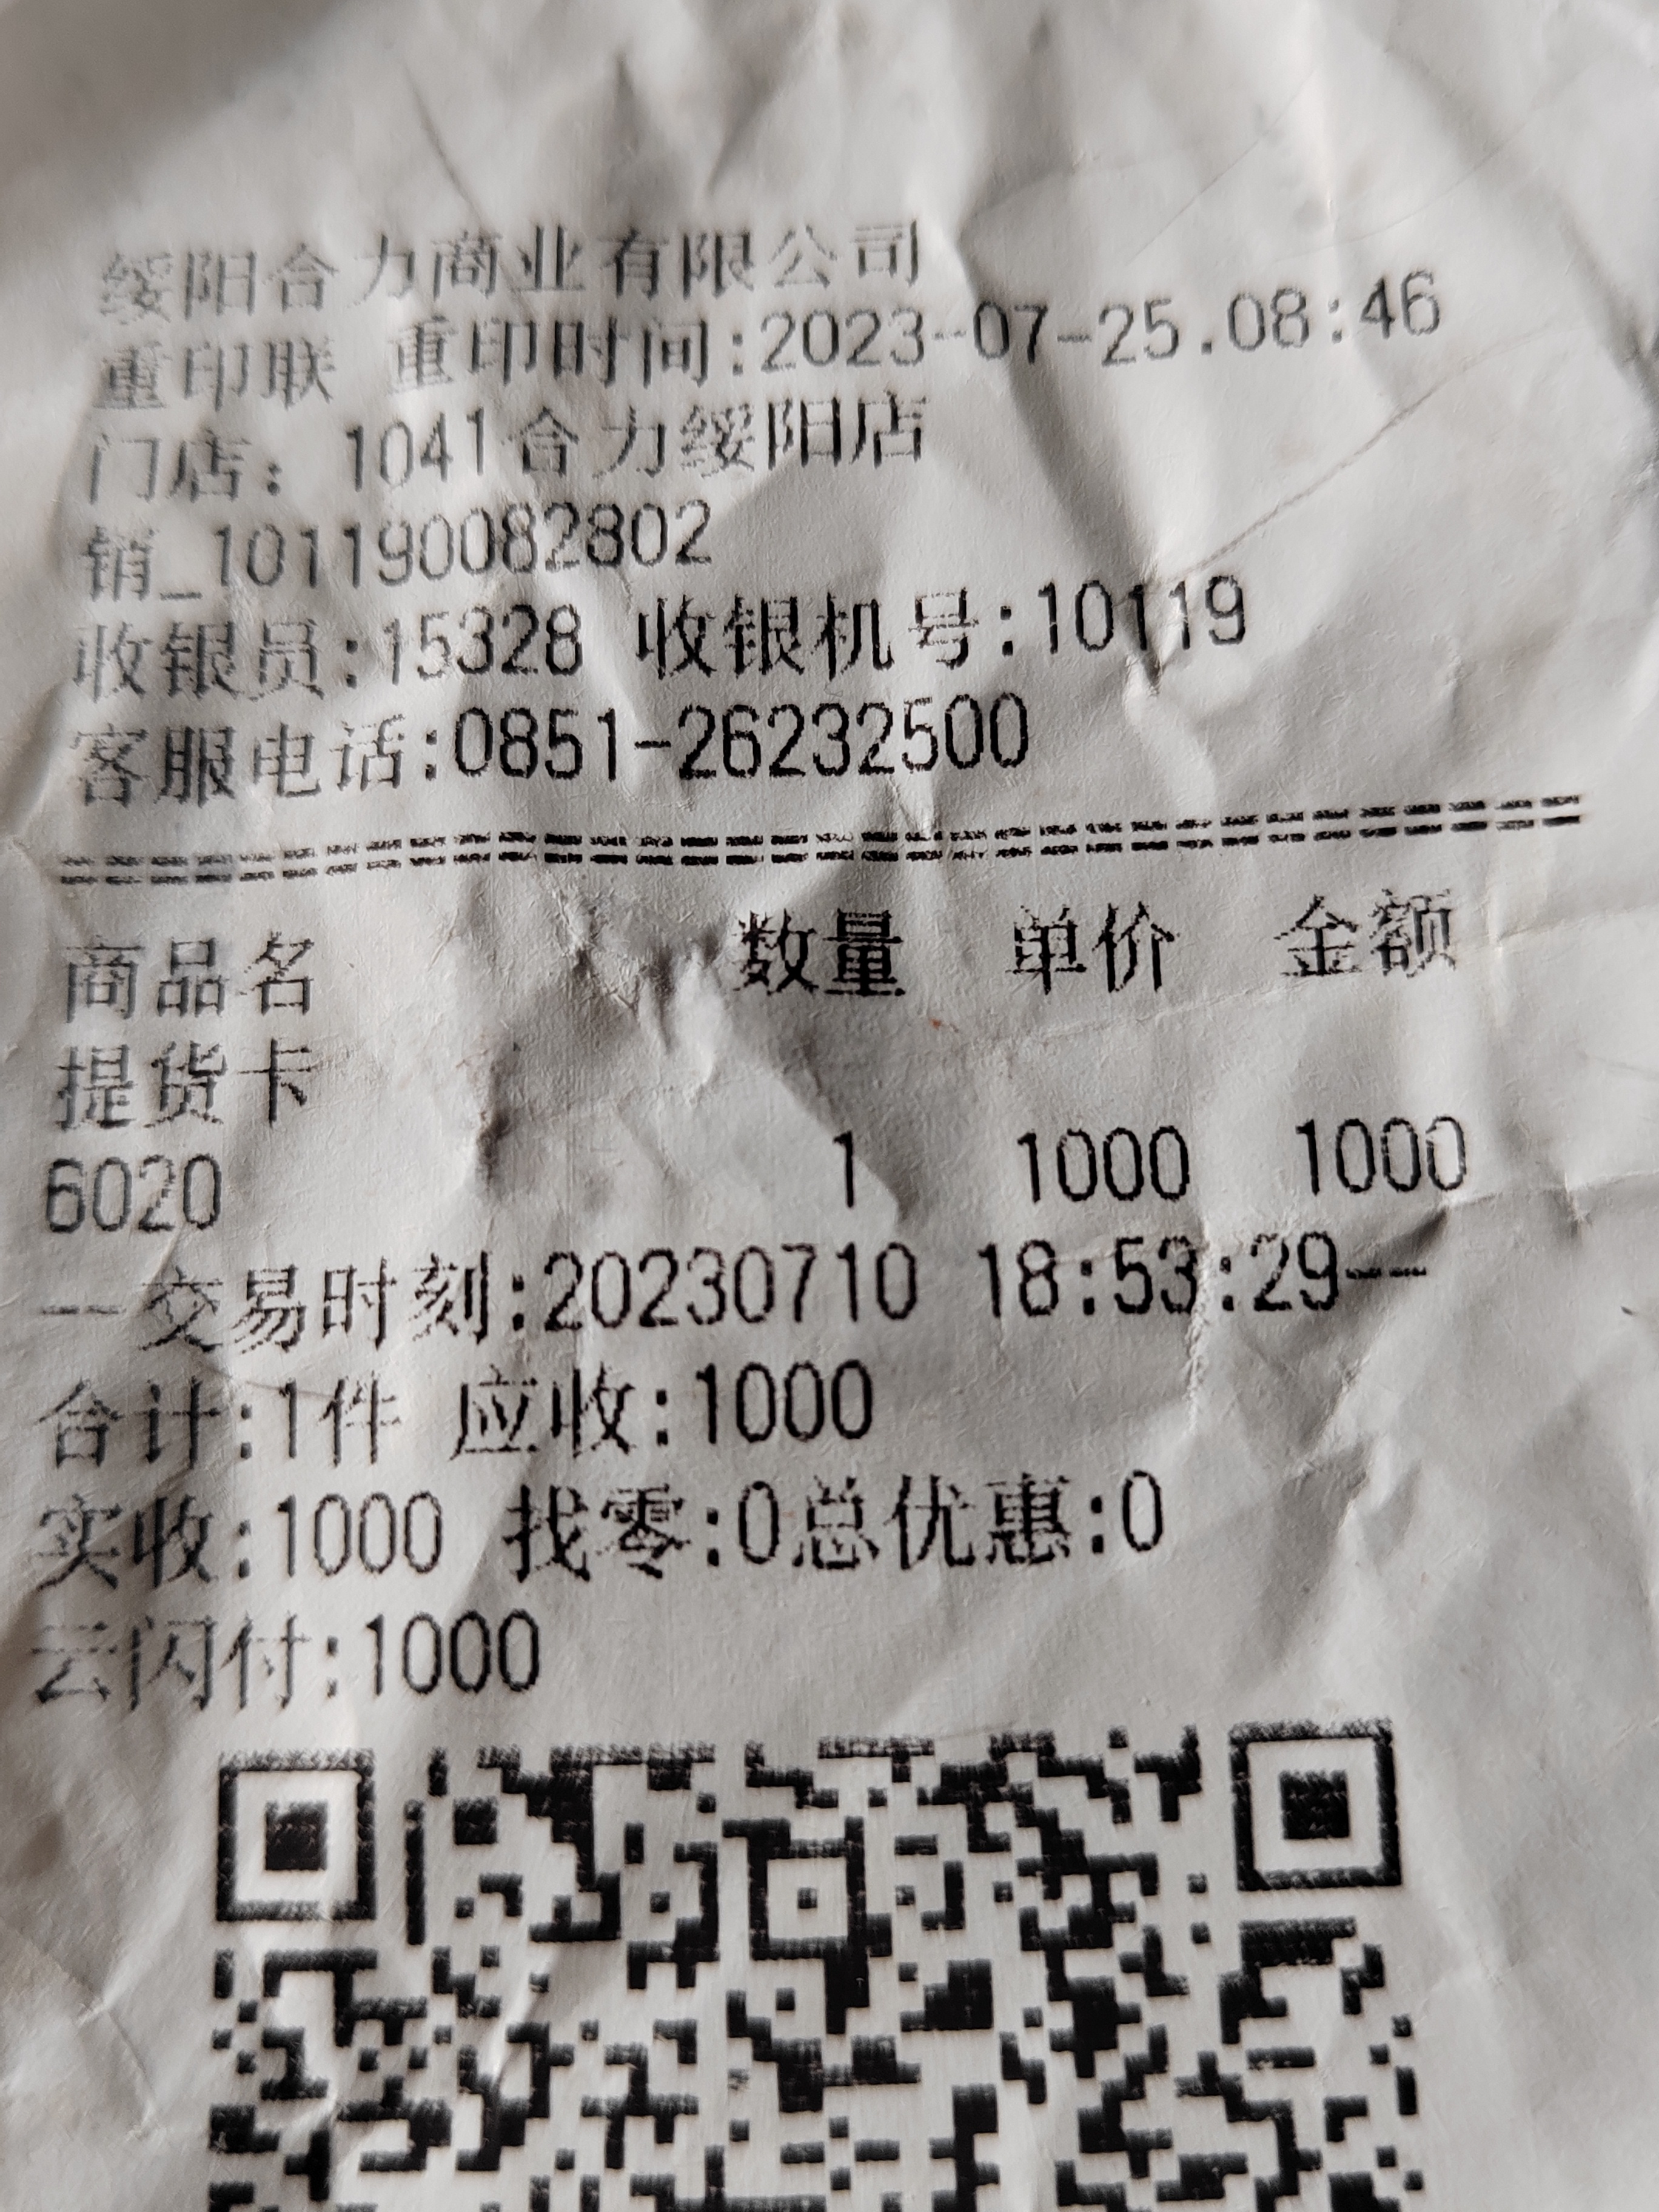 绥阳合力商业有限公司
重印联 重印时间:2023-07-25.08:46
门店: 1041合力绥阳店
销_101190082802
收银员:15328 收银机号:10119
客服电话:0851-26232500
商品名 数量 单价 金额
提货卡
6020 1 1000 1000
--交易时刻:20230710 18:53:29--
合计:1件 应收:1000
实收:1000 找零:0总优惠:0
云闪付:1000